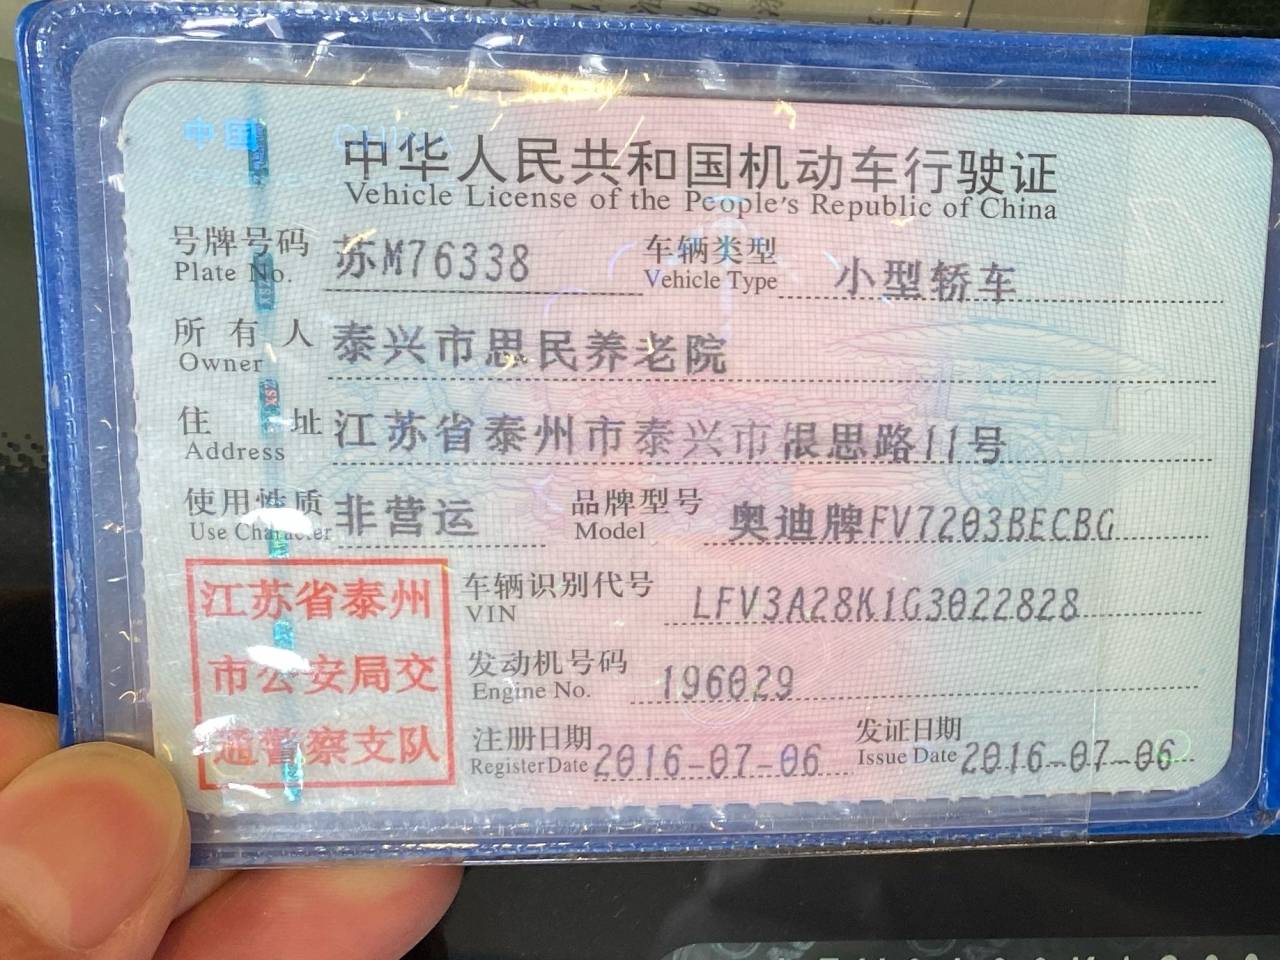 中国 CHINA
中华人民共和国机动车行驶证
Vehicle License of the People's Republic of China
号牌号码 苏M76338 车辆类型 小型轿车
Plate No. Vehicle Type
所有人 泰兴市思民养老院
Owner
住址 江苏省泰州市泰兴市银思路11号
Address
使用性质 非营运 品牌型号 奥迪牌FV7203BECBG
Use Character Model
江苏省泰州
市公安局交
通警察支队
车辆识别代号 LFV3A28K1G3022828
VIN
发动机号码 196029
Engine No.
注册日期 2016-07-06 发证日期 2016-07-06
Register Date Issue Date